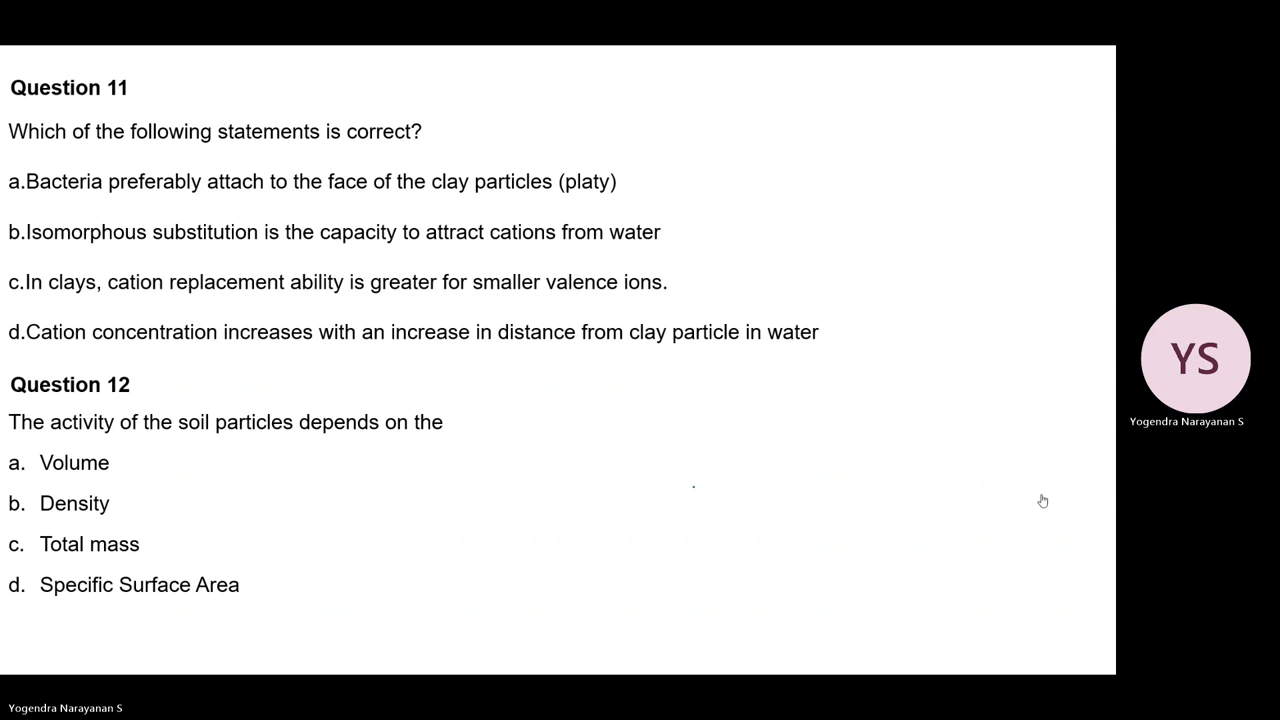 Question 11
Which of the following statements is correct?
a.Bacteria preferably attach to the face of the clay particles (platy)
b.Isomorphous substitution is the capacity to attract cations from water
c.In clays, cation replacement ability is greater for smaller valence ions.
d.Cation concentration increases with an increase in distance from clay particle in water
Question 12
The activity of the soil particles depends on the
a. Volume
b. Density
c. Total mass
d. Specific Surface Area
YS
Yogendra Narayanan S
Yogendra Narayanan S